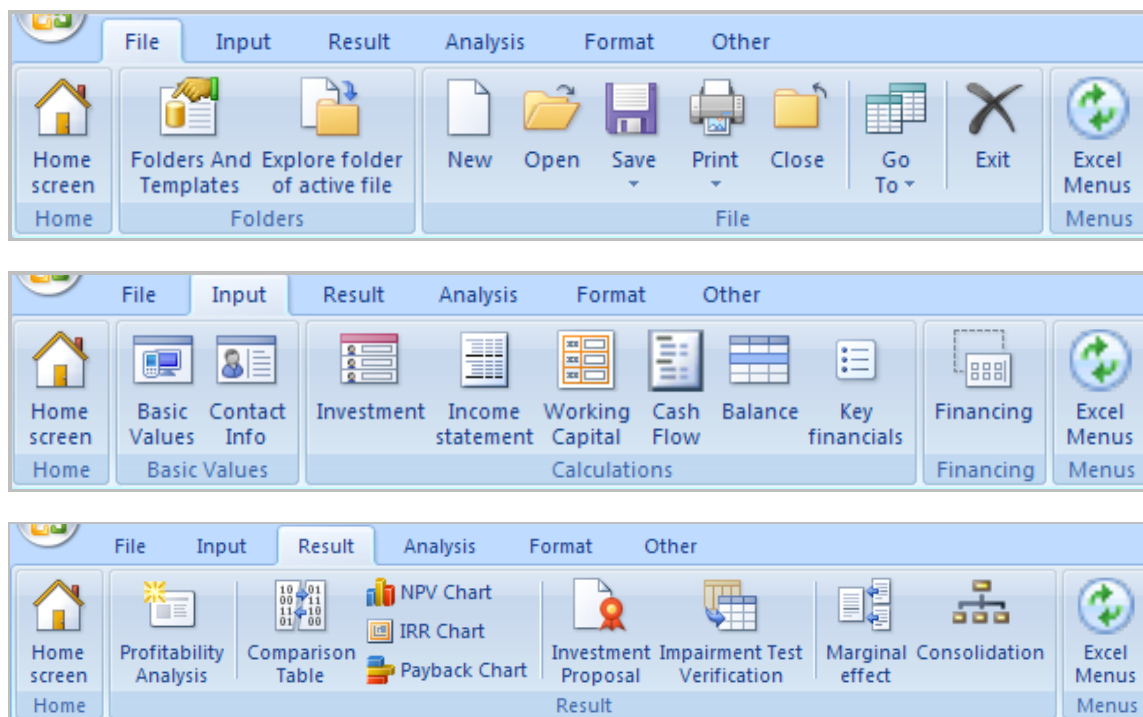 File Input Result Analysis Format Other
Home Folders And Explore folder New Open Save Print Close Go Exit Excel
screen Templates of active file To Menus
Home Folders File Menus
File Input Result Analysis Format Other
Home Basic Contact Investment Income Working Cash Balance Key Financing Excel
screen Values Info statement Capital Flow financials Menus
Home Basic Values Calculations Financing Menus
File Input Result Analysis Format Other
NPV Chart
IRR Chart
Home Profitability Comparison Payback Chart Investment Impairment Test Marginal Consolidation Excel
screen Analysis Table Proposal Verification effect Menus
Home Result Menus